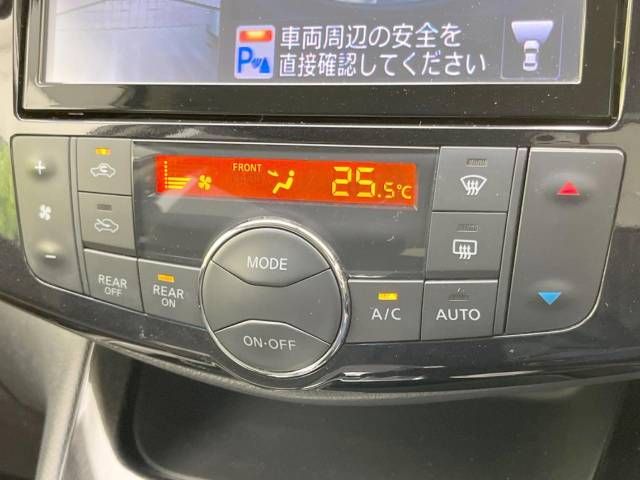 車両周辺の安全を
直接確認してください
P
FRONT
25.5℃
+
−
REAR
OFF
REAR
ON
MODE
ON·OFF
A/C
AUTO